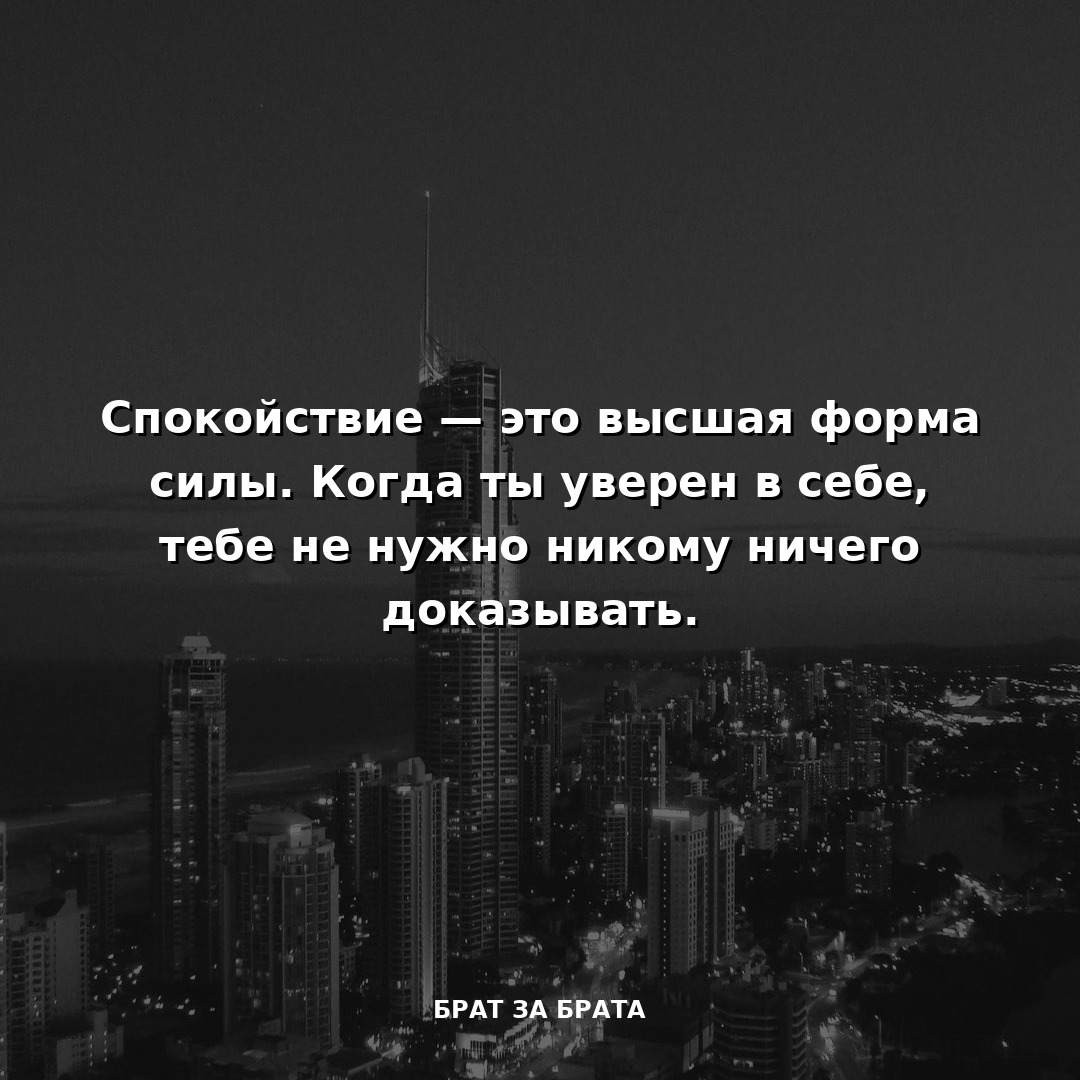 Спокойствие — это высшая форма
силы. Когда ты уверен в себе,
тебе не нужно никому ничего
доказывать.
БРАТ ЗА БРАТА